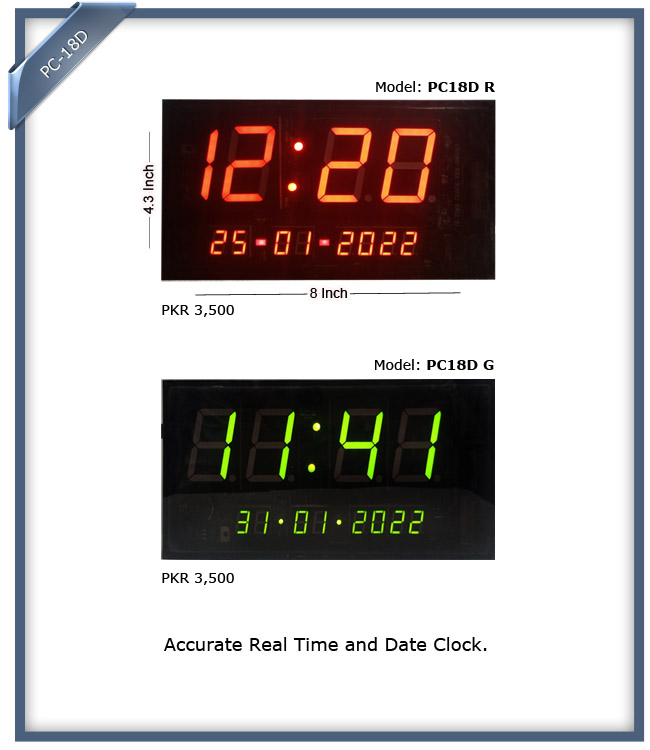 PC-18D
Model: PC18D R
12:20
4.3 Inch
25-01-2022
8 Inch
PKR 3,500
Model: PC18D G
11:41
31·01·2022
PKR 3,500
Accurate Real Time and Date Clock.